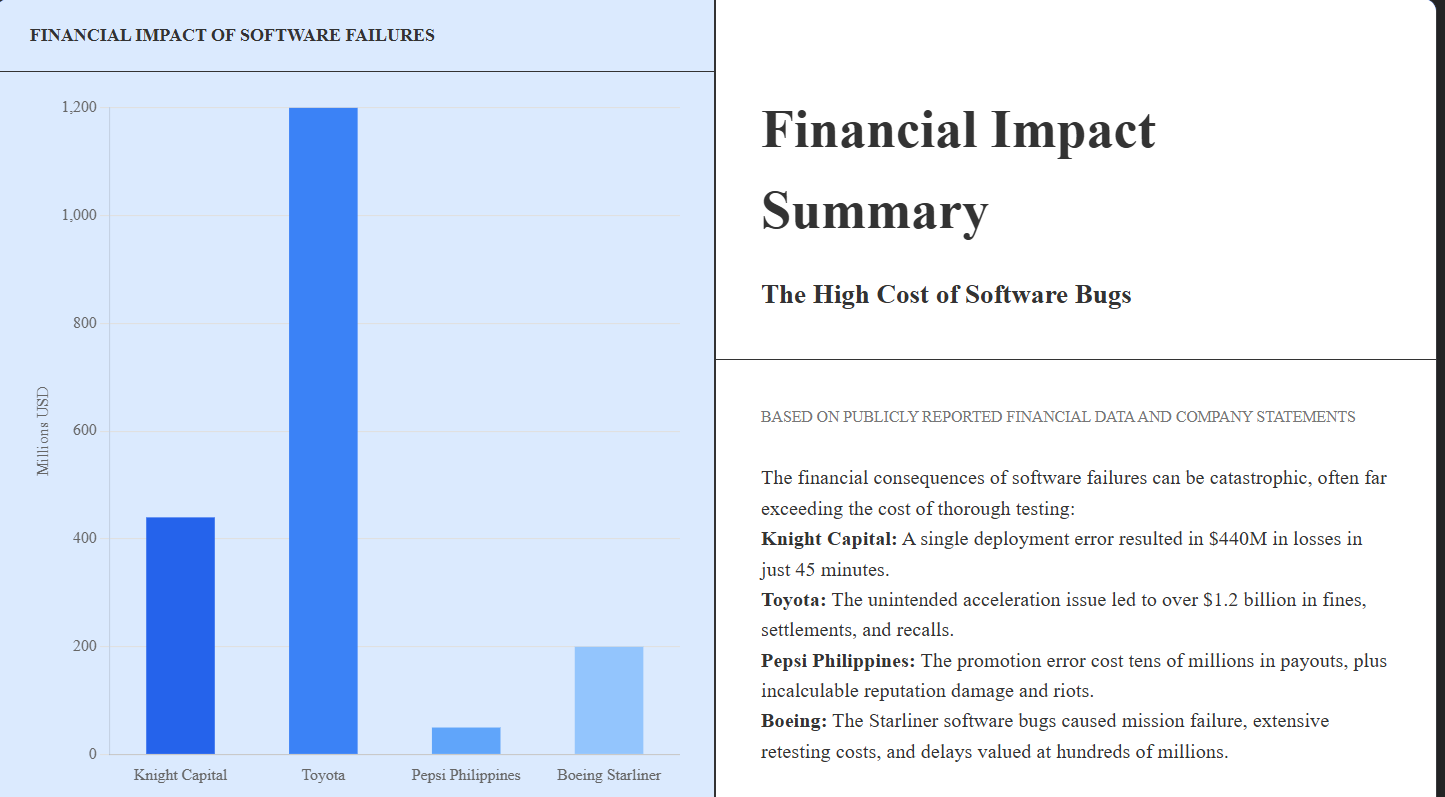 FINANCIAL IMPACT OF SOFTWARE FAILURES
1,200
1,000
800
600
400
200
0
Millions USD
Knight Capital
Toyota
Pepsi Philippines
Boeing Starliner
Financial Impact
Summary
The High Cost of Software Bugs
BASED ON PUBLICLY REPORTED FINANCIAL DATA AND COMPANY STATEMENTS
The financial consequences of software failures can be catastrophic, often far
exceeding the cost of thorough testing:
Knight Capital: A single deployment error resulted in $440M in losses in
just 45 minutes.
Toyota: The unintended acceleration issue led to over $1.2 billion in fines,
settlements, and recalls.
Pepsi Philippines: The promotion error cost tens of millions in payouts, plus
incalculable reputation damage and riots.
Boeing: The Starliner software bugs caused mission failure, extensive
retesting costs, and delays valued at hundreds of millions.